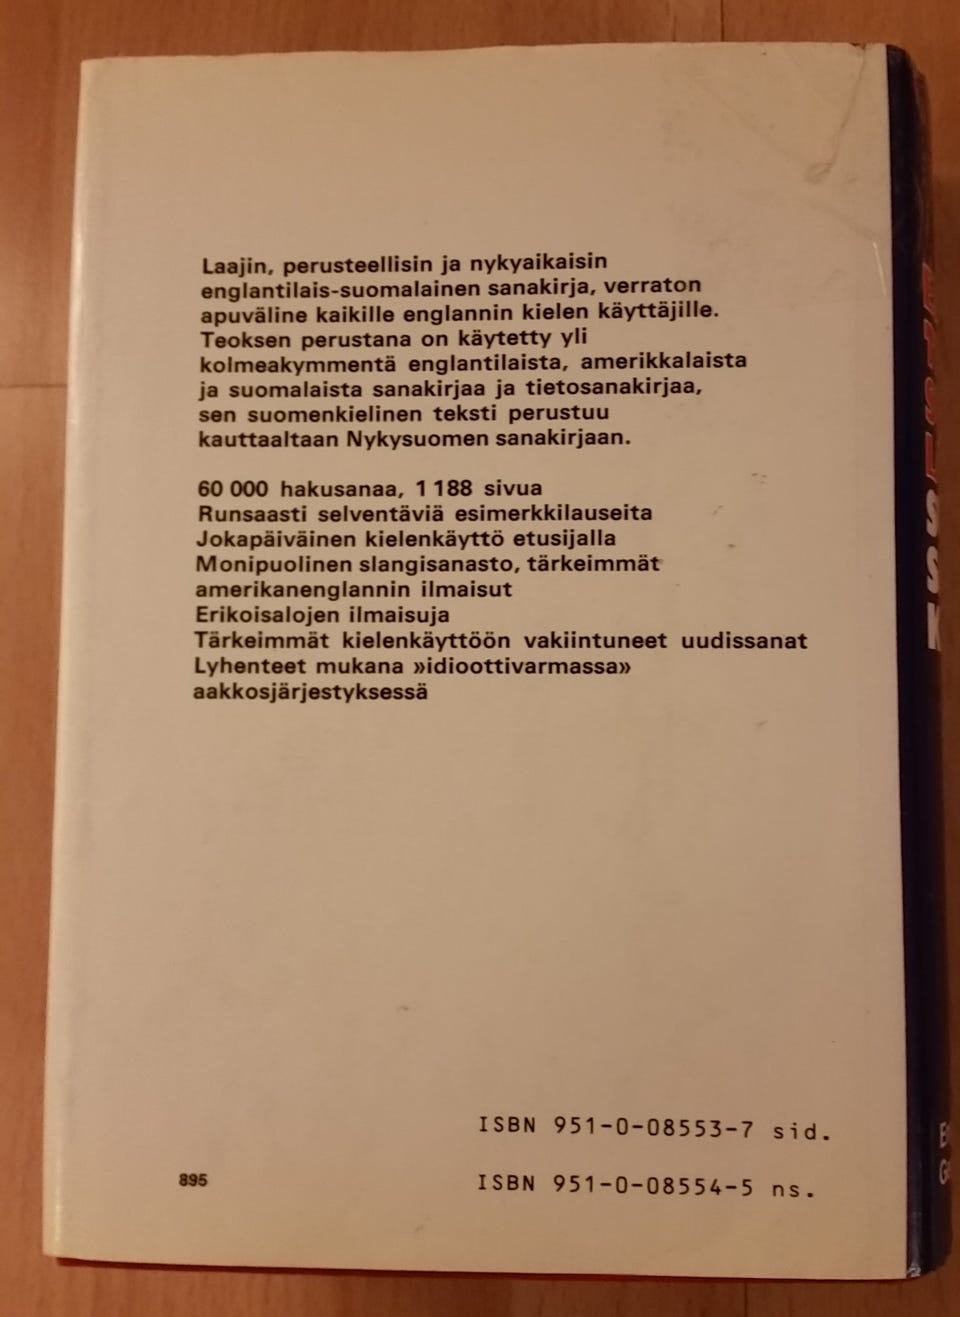 Laajin, perusteellisin ja nykyaikaisin
englantilais-suomalainen sanakirja, verraton
apuväline kaikille englannin kielen käyttäjille.
Teoksen perustana on käytetty yli
kolmeakymmentä englantilaista, amerikkalaista
ja suomalaista sanakirjaa ja tietosanakirjaa,
sen suomenkielinen teksti perustuu
kauttaaltaan Nykysuomen sanakirjaan.
60 000 hakusanaa, 1 188 sivua
Runsaasti selventäviä esimerkkilauseita
Jokapäiväinen kielenkäyttö etusijalla
Monipuolinen slangisanasto, tärkeimmät
amerikanenglannin ilmaisut
Erikoisalojen ilmaisuja
Tärkeimmät kielenkäyttöön vakiintuneet uudissanat
Lyhenteet mukana »idioottivarmassa»
aakkosjärjestyksessä
ISBN 951-0-08553-7 sid.
895
ISBN 951-0-08554-5 ns.